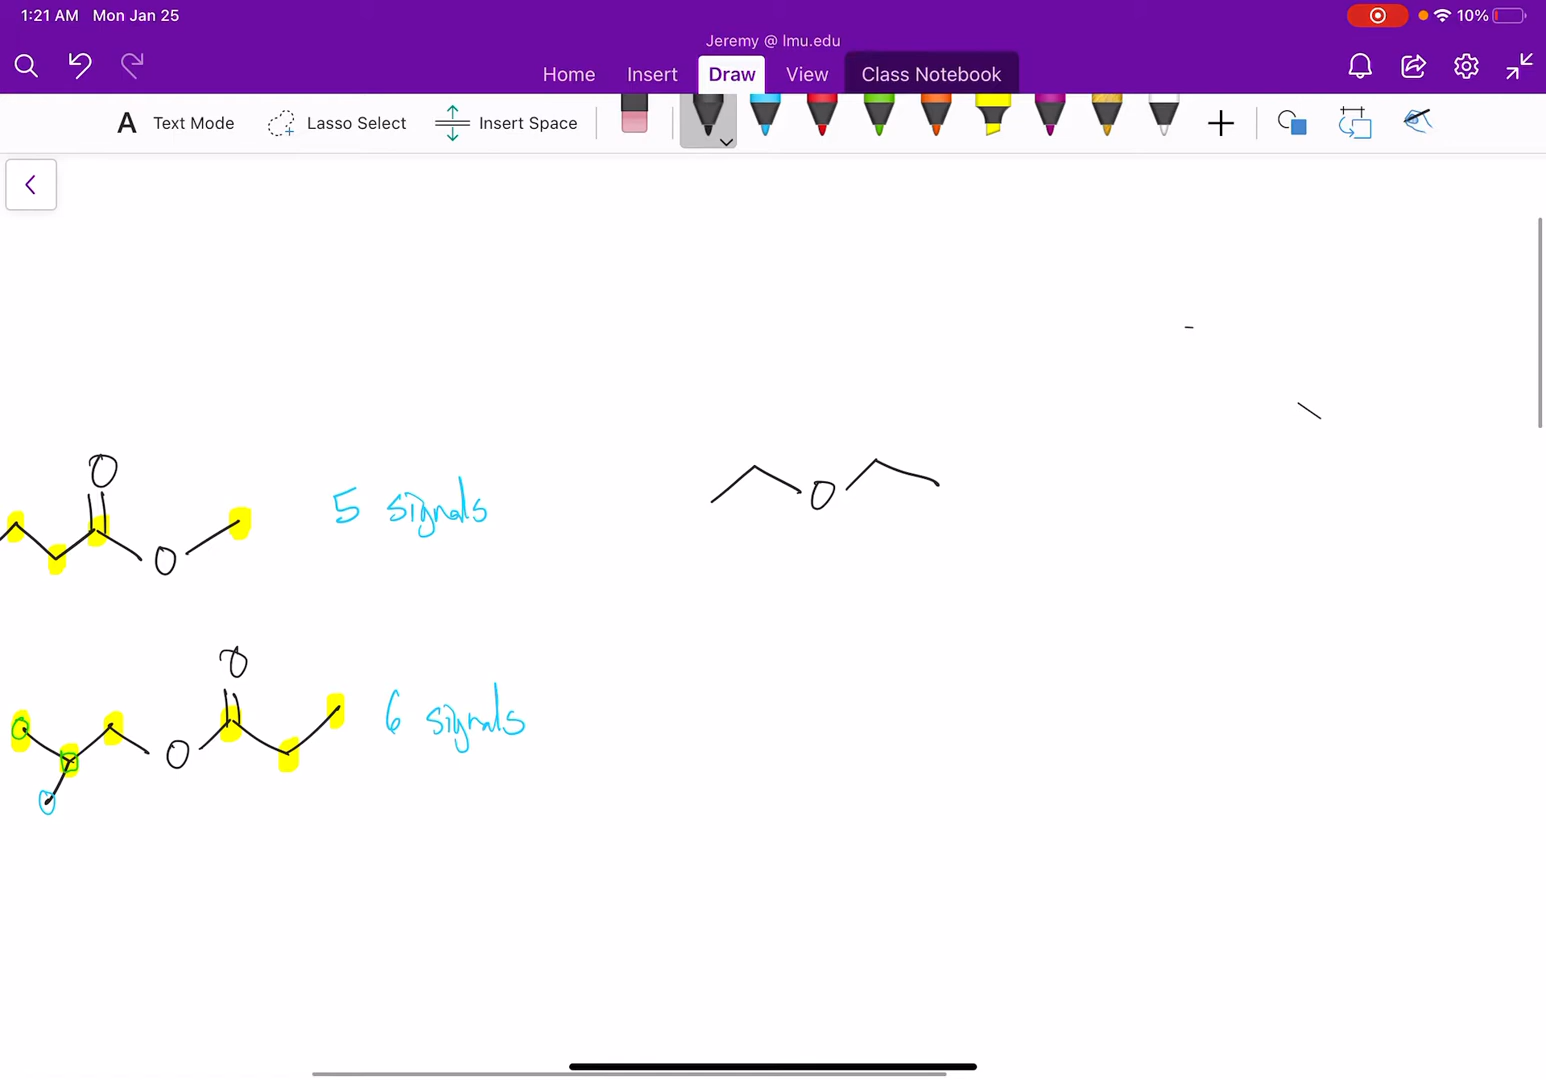 1:21 AM Mon Jan 25
10%
Jeremy @ lmu.edu
Home Insert Draw View Class Notebook
A Text Mode Lasso Select Insert Space
O
5 signals
O
O
O
6 signals
O